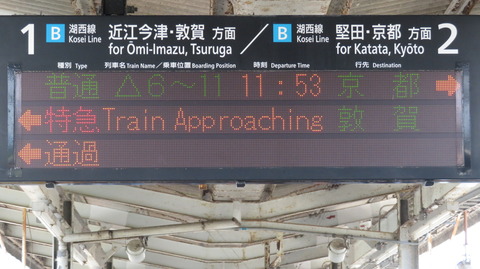 1 B 湖西線 近江今津・敦賀 方面 / B 湖西線 堅田・京都 方面 2
Kosei Line for Ōmi-Imazu, Tsuruga Kosei Line for Katata, Kyōto
種別 Type 列車名 Train Name／乗車位置 Boarding Position 時刻 Departure Time 行先 Destination
普通 △6～11 11:53 京都 →
← 特急 Train Approaching 敦賀
← 通過